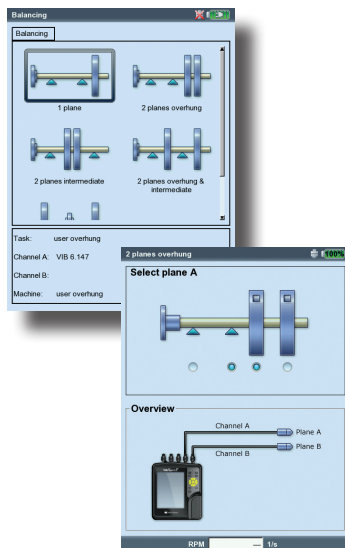 Balancing
Balancing
1 plane
2 planes overhung
2 planes intermediate
2 planes overhung &
intermediate
Task: user overhung
Channel A: VIB 6.147
Channel B:
Machine: user overhung
2 planes overhung
100%
Select plane A
Overview
Channel A
Plane A
Plane B
Channel B
RPM — 1/s